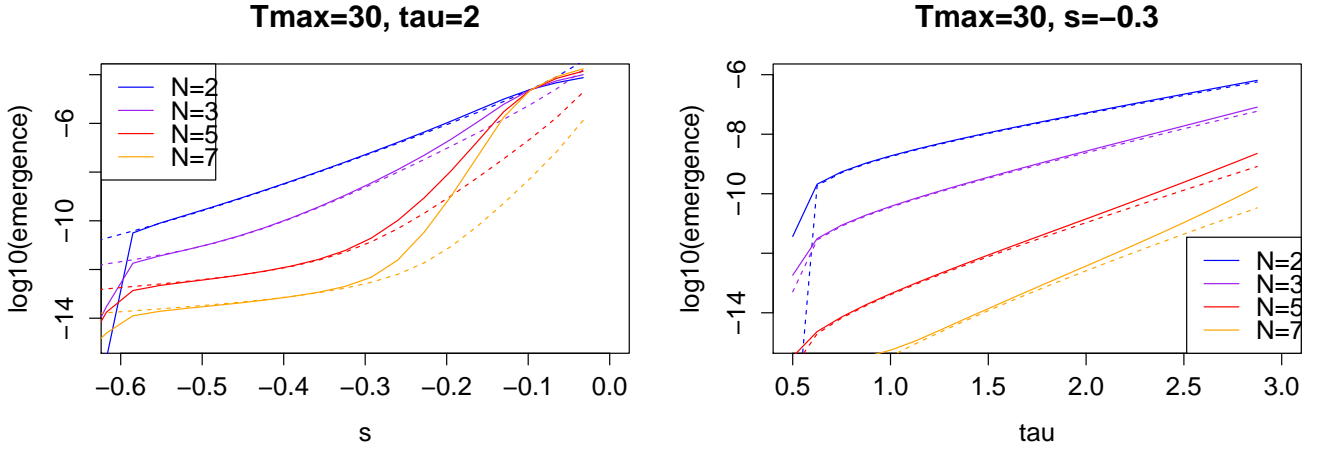 Tmax=30, tau=2
log10(emergence)
−6
−10
−14
N=2
N=3
N=5
N=7
−0.6
−0.5
−0.4
−0.3
−0.2
−0.1
0.0
s
Tmax=30, s=−0.3
log10(emergence)
−6
−8
−10
−14
N=2
N=3
N=5
N=7
0.5
1.0
1.5
2.0
2.5
3.0
tau